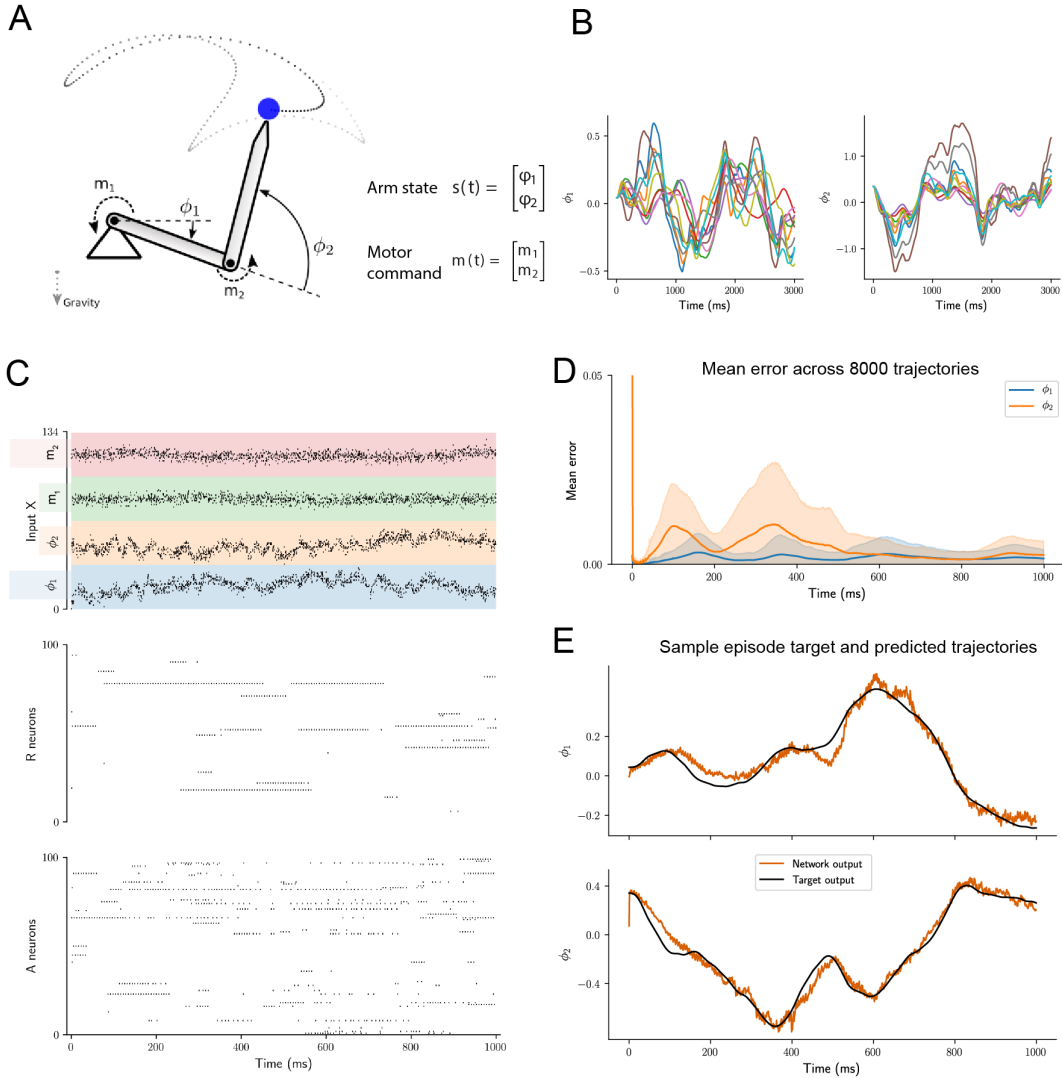 A
m1
ϕ1
ϕ2
m2
Gravity
Arm state s(t) = [φ1
φ2]
Motor
command m(t) = [m1
m2]
B
ϕ1
0.5
0.0
−0.5
0 1000 2000 3000
Time (ms)
ϕ2
1.0
0.0
−1.0
0 1000 2000 3000
Time (ms)
C
Input X
134
m2
m1
ϕ2
ϕ1
0
R neurons
100
0
A neurons
100
0
0 200 400 600 800 1000
Time (ms)
D
Mean error across 8000 trajectories
ϕ1
ϕ2
Mean error
0.05
0.00
0 200 400 600 800 1000
Time (ms)
E
Sample episode target and predicted trajectories
ϕ1
0.2
0.0
−0.2
Network output
Target output
ϕ2
0.4
0.0
−0.4
0 200 400 600 800 1000
Time (ms)